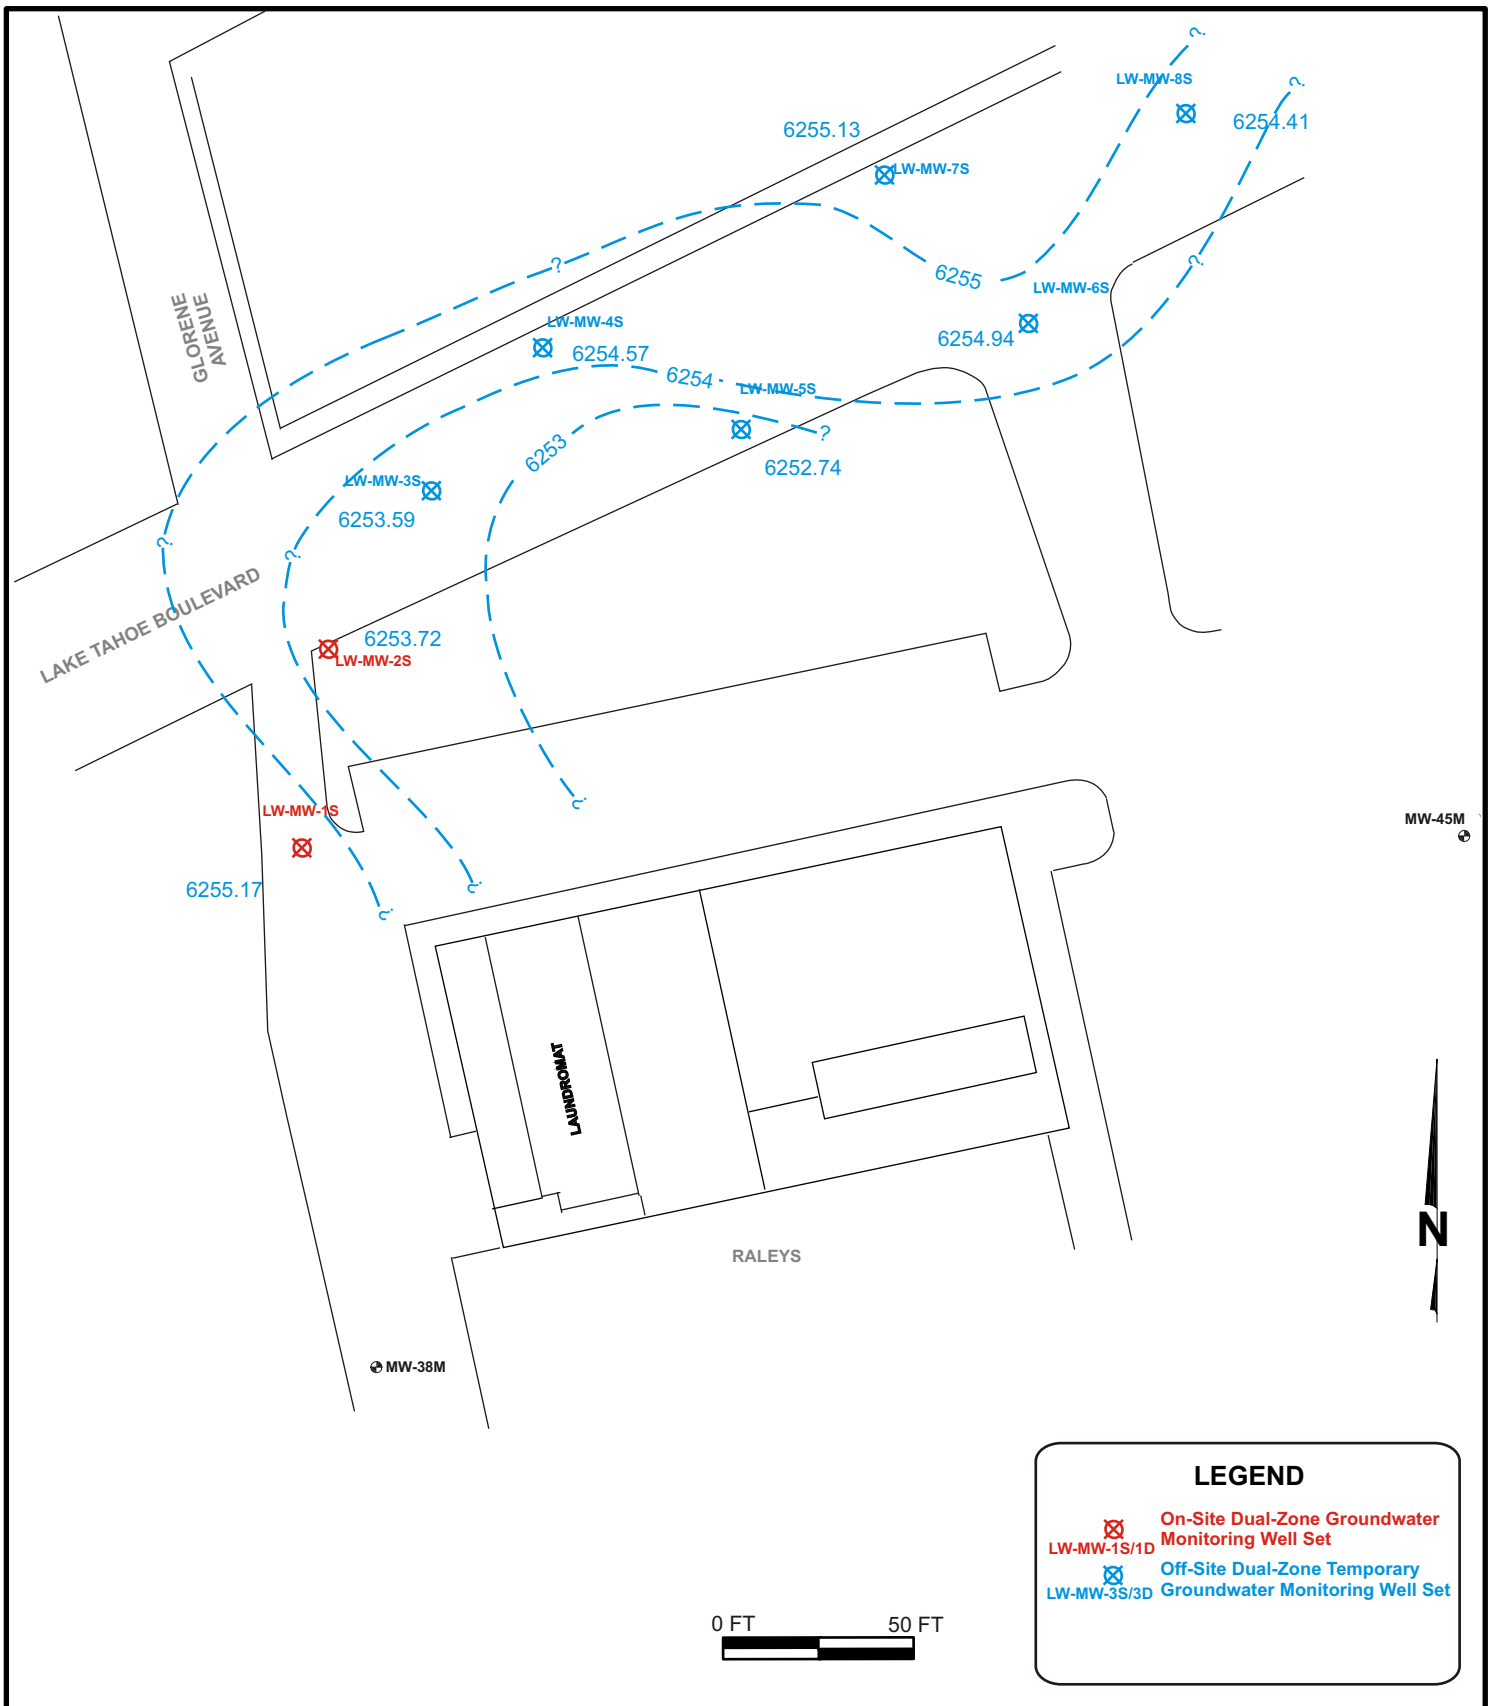 ?
LW-MW-8S
?
6254.41
6255.13
LW-MW-7S
?
?
6255
LW-MW-6S
GLORENE
AVENUE
LW-MW-4S
6254.57
6254.94
6254
LW-MW-5S
?
6253
6252.74
LW-MW-3S
6253.59
?
?
LAKE TAHOE BOULEVARD
6253.72
LW-MW-2S
?
LW-MW-1S
MW-45M
6255.17
?
?
LAUNDROMAT
N
RALEYS
MW-38M
LEGEND
On-Site Dual-Zone Groundwater
Monitoring Well Set
LW-MW-1S/1D
Off-Site Dual-Zone Temporary
Groundwater Monitoring Well Set
LW-MW-3S/3D
0 FT 50 FT